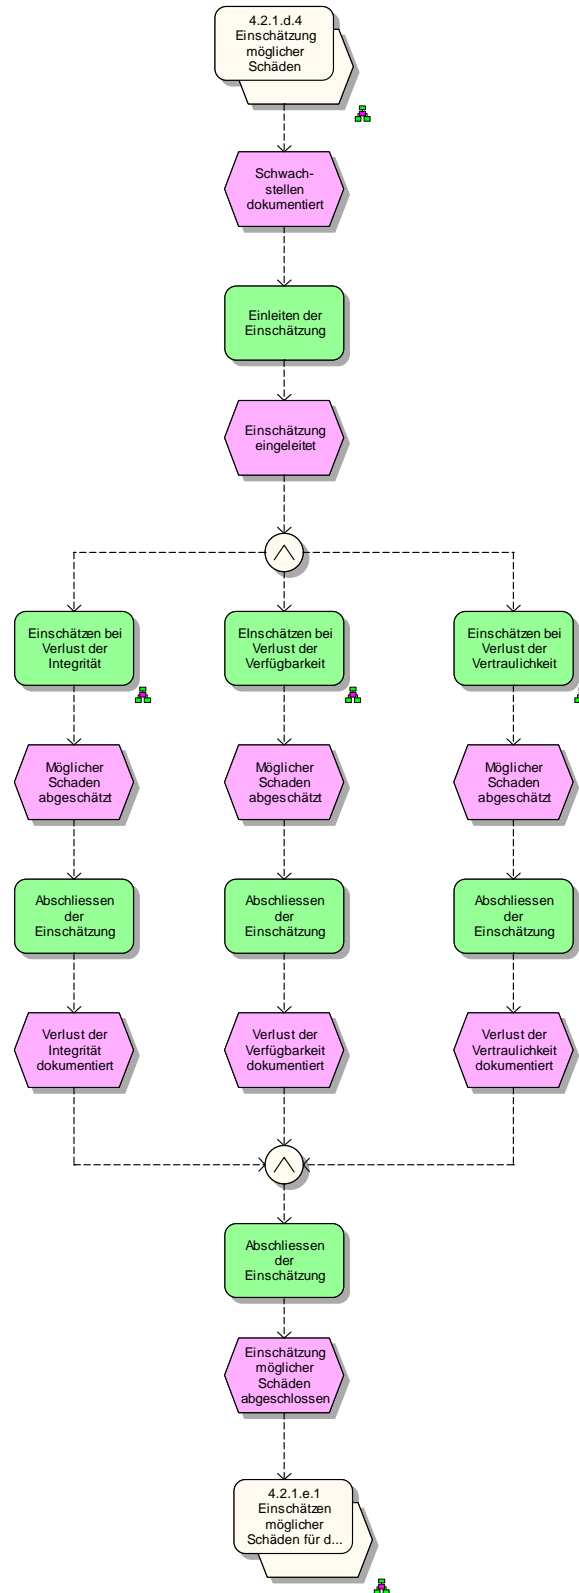 4.2.1.d.4
Einschätzung
möglicher
Schäden
Schwach-
stellen
dokumentiert
Einleiten der
Einschätzung
Einschätzung
eingeleitet
Einschätzen bei
Verlust der
Integrität
EInschätzen bei
Verlust der
Verfügbarkeit
Einschätzen bei
Verlust der
Vertraulichkeit
Möglicher
Schaden
abgeschätzt
Möglicher
Schaden
abgeschätzt
Möglicher
Schaden
abgeschätzt
Abschliessen
der
Einschätzung
Abschliessen
der
Einschätzung
Abschliessen
der
Einschätzung
Verlust der
Integrität
dokumentiert
Verlust der
Verfügbarkeit
dokumentiert
Verlust der
Vertraulichkeit
dokumentiert
Abschliessen
der
Einschätzung
Einschätzung
möglicher
Schäden
abgeschlossen
4.2.1.e.1
Einschätzen
möglicher
Schäden für d...